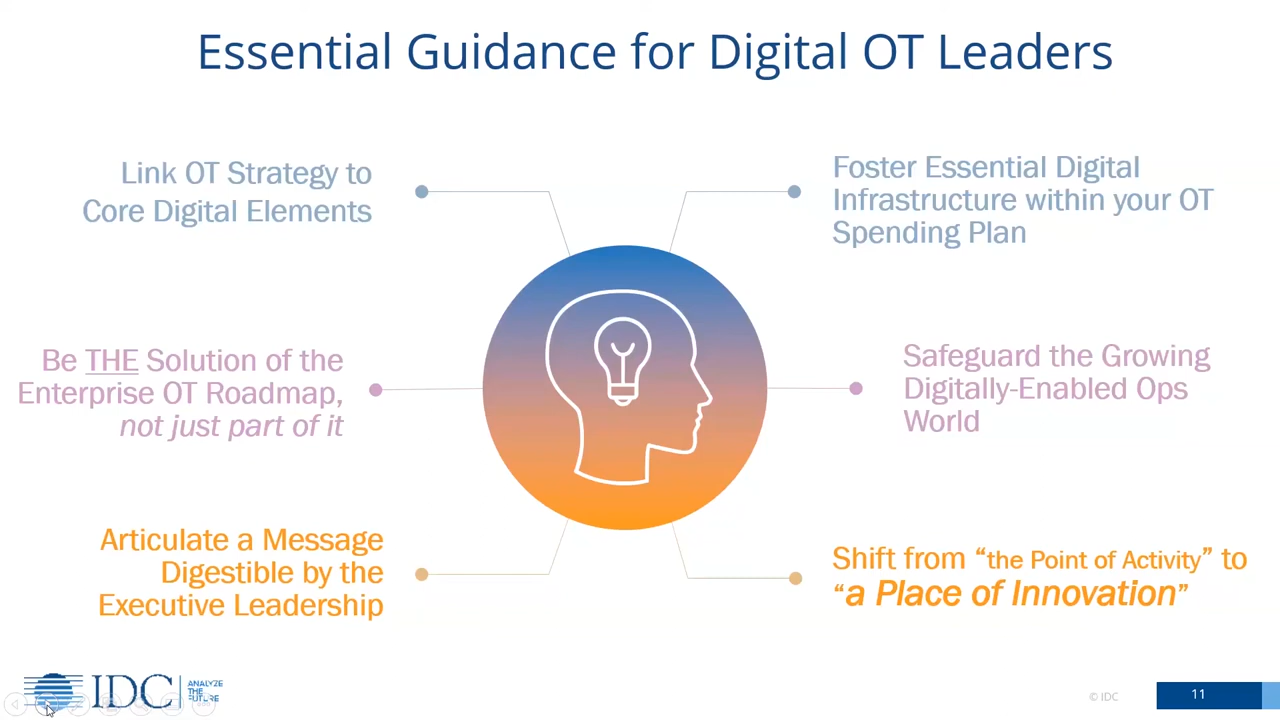 Essential Guidance for Digital OT Leaders
Link OT Strategy to
Core Digital Elements
Foster Essential Digital
Infrastructure within your OT
Spending Plan
Be THE Solution of the
Enterprise OT Roadmap,
not just part of it
Safeguard the Growing
Digitally-Enabled Ops
World
Articulate a Message
Digestible by the
Executive Leadership
Shift from “the Point of Activity” to
“a Place of Innovation”
IDC
ANALYZE
THE
FUTURE
© IDC
11